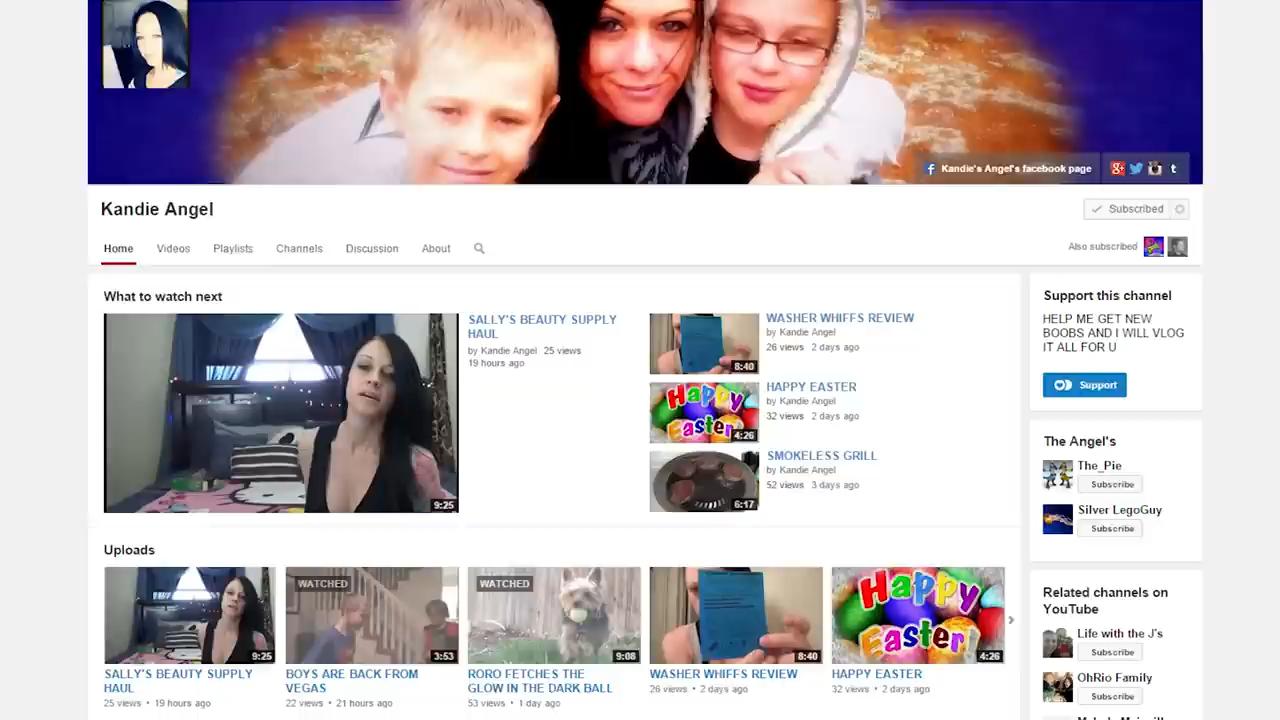 Kandie's Angel's facebook page
Kandie Angel
Subscribed
Home Videos Playlists Channels Discussion About
Also subscribed
What to watch next
SALLY'S BEAUTY SUPPLY
HAUL
by Kandie Angel 25 views
19 hours ago
9:25
WASHER WHIFFS REVIEW
by Kandie Angel
26 views 2 days ago
8:40
HAPPY EASTER
by Kandie Angel
32 views 2 days ago
Happy
Easter
4:26
SMOKELESS GRILL
by Kandie Angel
52 views 3 days ago
6:17
Support this channel
HELP ME GET NEW
BOOBS AND I WILL VLOG
IT ALL FOR U
Support
The Angel's
The_Pie
Subscribe
Silver LegoGuy
Subscribe
Uploads
9:25
SALLY'S BEAUTY SUPPLY
HAUL
25 views • 19 hours ago
WATCHED
3:53
BOYS ARE BACK FROM
VEGAS
22 views • 21 hours ago
WATCHED
9:08
RORO FETCHES THE
GLOW IN THE DARK BALL
53 views • 1 day ago
8:40
WASHER WHIFFS REVIEW
26 views • 2 days ago
Happy
Easter
4:26
HAPPY EASTER
32 views • 2 days ago
Related channels on
YouTube
Life with the J's
Subscribe
OhRio Family
Subscribe